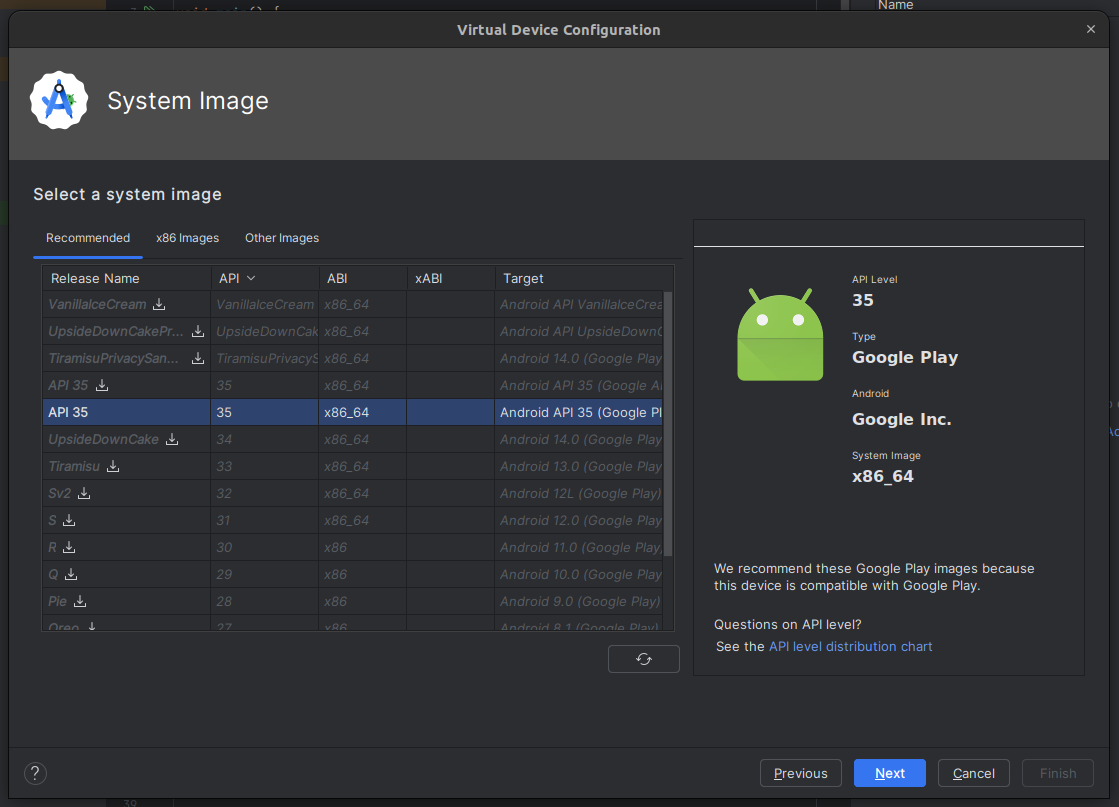 Name
Virtual Device Configuration
System Image
Select a system image
Recommended x86 Images Other Images
Release Name API ABI xABI Target
VanillaIceCream VanillaIceCream x86_64 Android API VanillaIceCrea
UpsideDownCakePr... UpsideDownCak x86_64 Android API UpsideDownC
TiramisuPrivacySan... TiramisuPrivacyS x86_64 Android 14.0 (Google Play
API 35 35 x86_64 Android API 35 (Google A
API 35 35 x86_64 Android API 35 (Google Pl
UpsideDownCake 34 x86_64 Android 14.0 (Google Play
Tiramisu 33 x86_64 Android 13.0 (Google Play
Sv2 32 x86_64 Android 12L (Google Play)
S 31 x86_64 Android 12.0 (Google Play
R 30 x86 Android 11.0 (Google Play
Q 29 x86 Android 10.0 (Google Play
Pie 28 x86 Android 9.0 (Google Play)
Oreo 27 x86 Android 8.1 (Google Play)
API Level
35
Type
Google Play
Android
Google Inc.
System Image
x86_64
We recommend these Google Play images because
this device is compatible with Google Play.
Questions on API level?
See the API level distribution chart
? Previous Next Cancel Finish
39